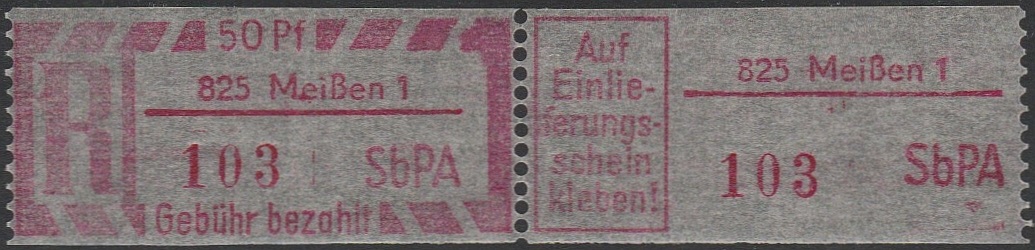 50 Pf
R
825 Meißen 1
103 SbPA
Gebühr bezahlt
Auf
Einlie-
ferungs-
schein
kleben!
825 Meißen 1
103 SbPA